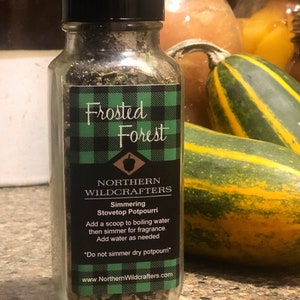 Frosted
Forest
NORTHERN
WILDCRAFTERS
Simmering
Stovetop Potpourri
Add a scoop to boiling water
then simmer for fragrance
Add water as needed
*Do not simmer dry potpourri*
www.NorthernWildcrafters.com